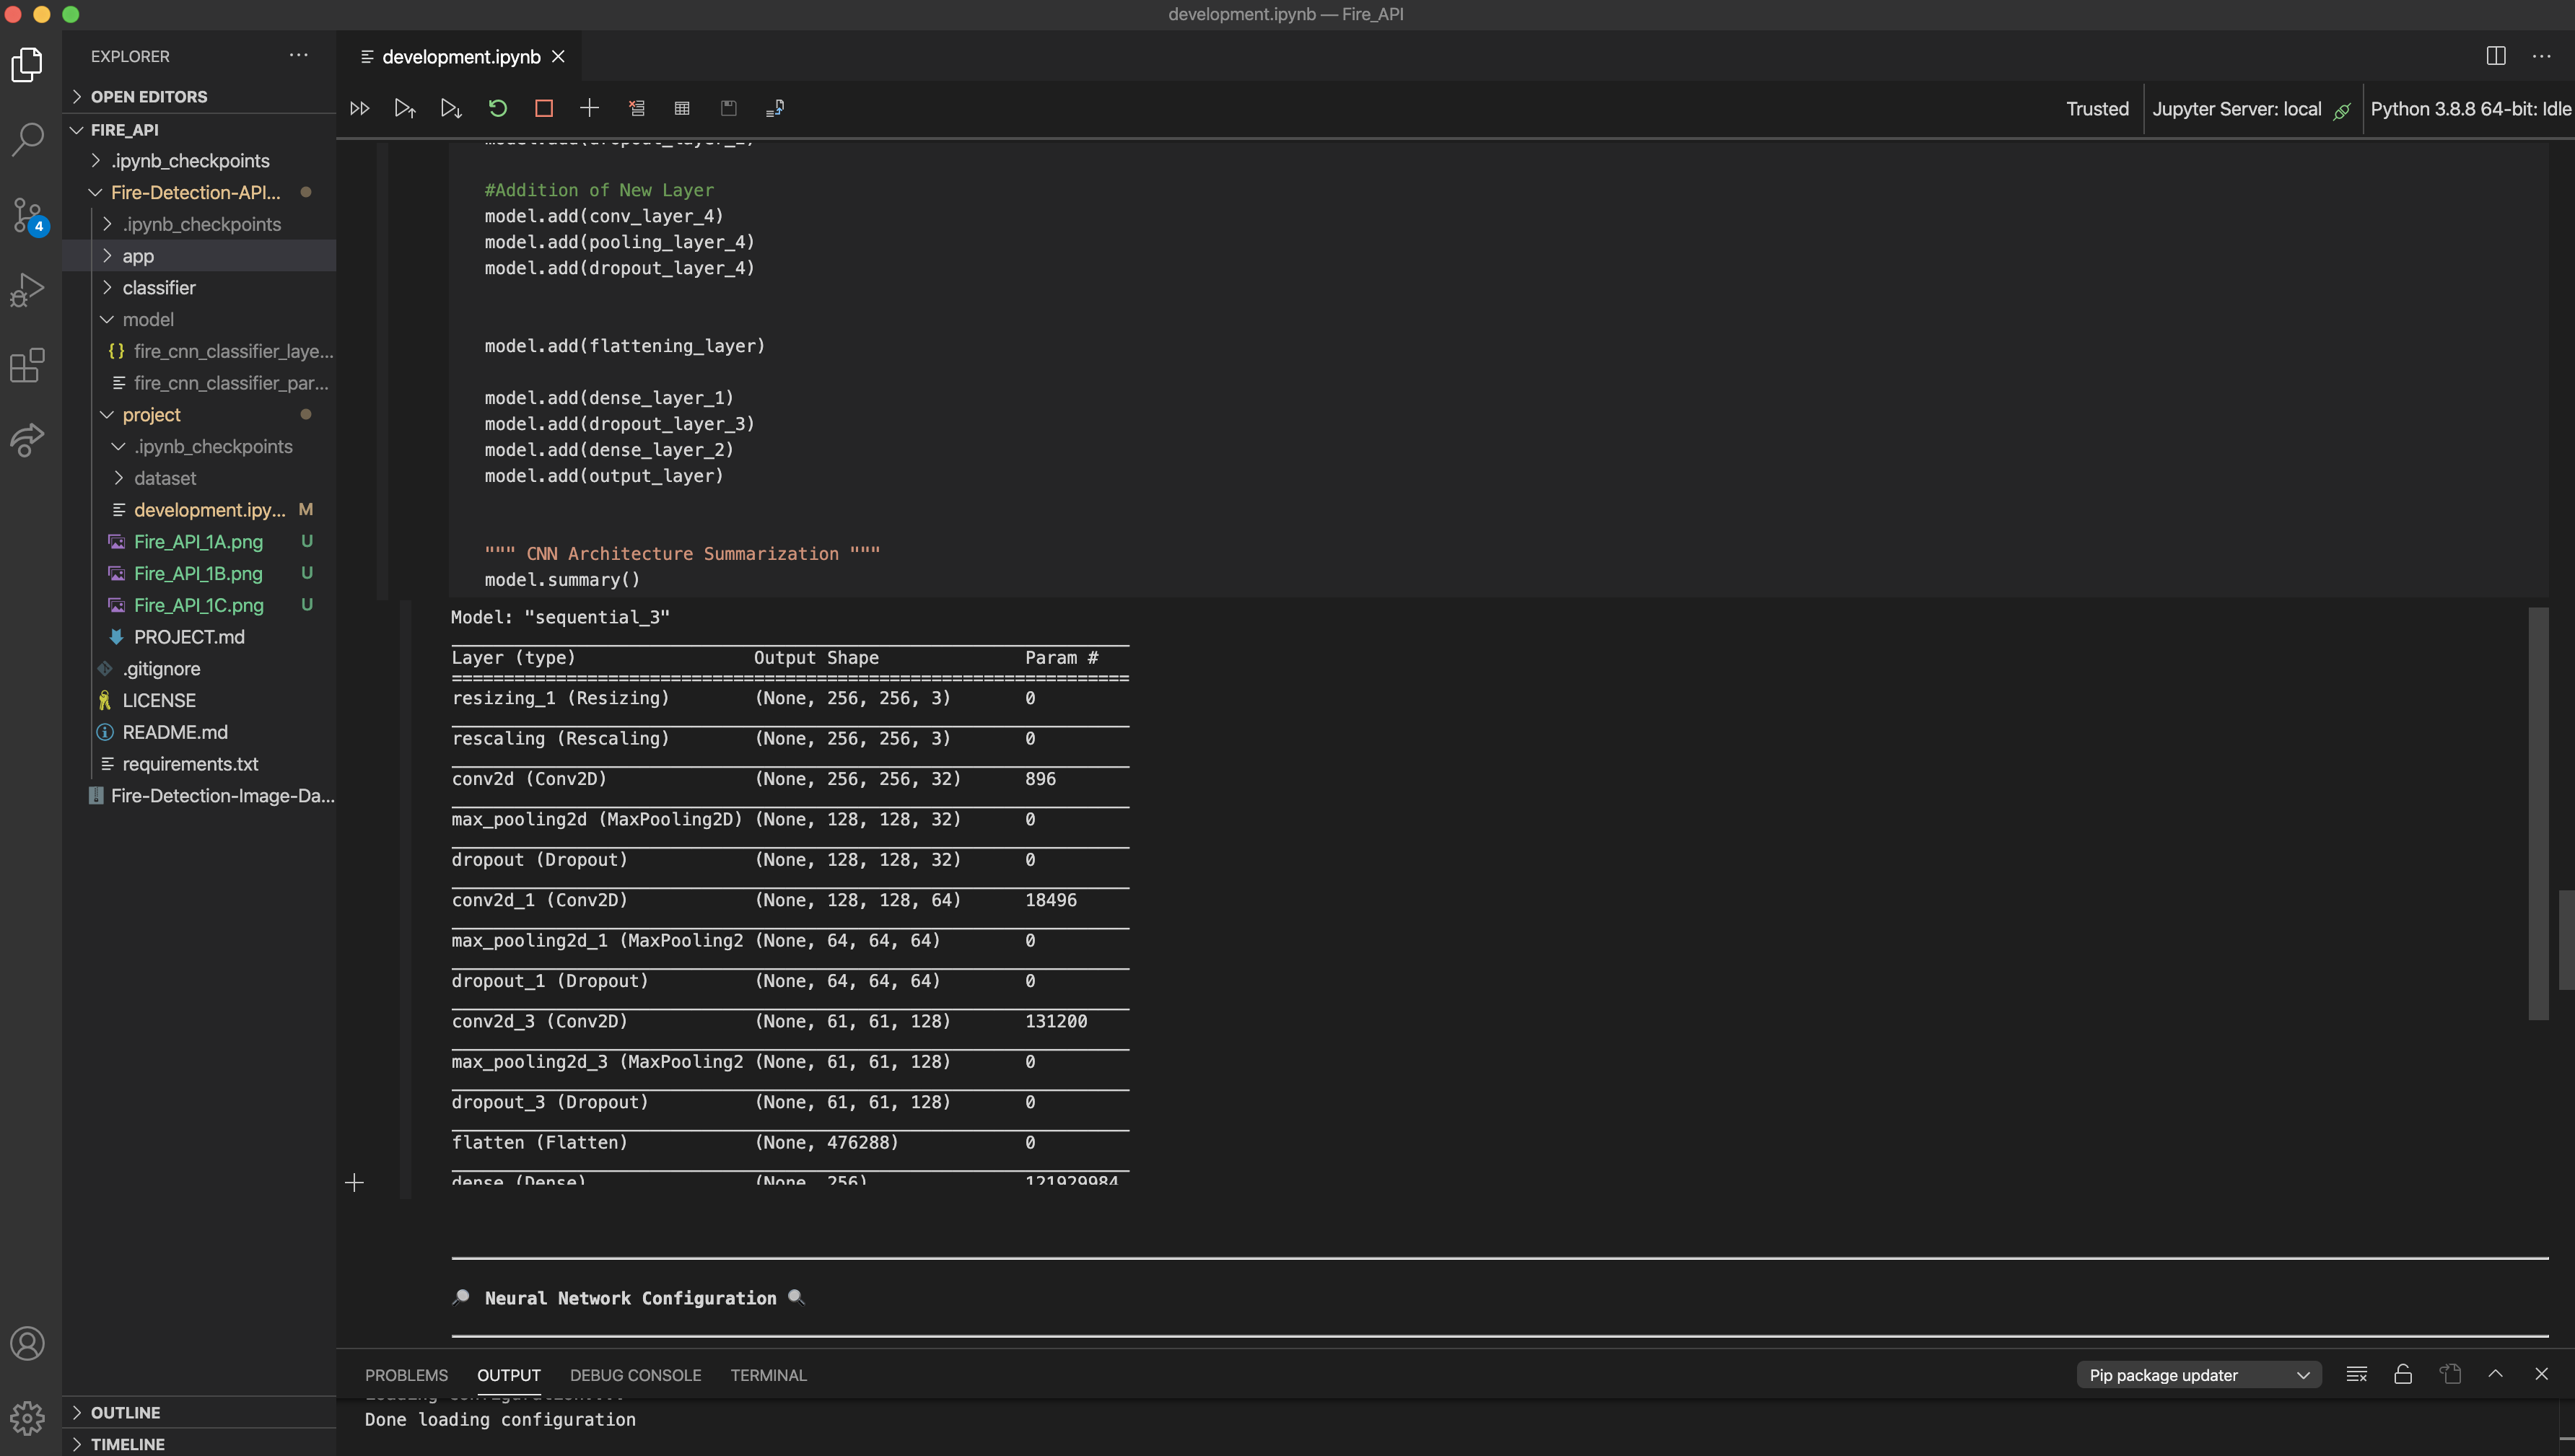 development.ipynb — Fire_API
EXPLORER
OPEN EDITORS
FIRE_API
.ipynb_checkpoints
Fire-Detection-API...
.ipynb_checkpoints
app
classifier
model
fire_cnn_classifier_laye...
fire_cnn_classifier_par...
project
.ipynb_checkpoints
dataset
development.ipy... M
Fire_API_1A.png U
Fire_API_1B.png U
Fire_API_1C.png U
PROJECT.md
.gitignore
LICENSE
README.md
requirements.txt
Fire-Detection-Image-Da...
4
OUTLINE
TIMELINE
development.ipynb
Trusted Jupyter Server: local Python 3.8.8 64-bit: Idle
#Addition of New Layer
model.add(conv_layer_4)
model.add(pooling_layer_4)
model.add(dropout_layer_4)
model.add(flattening_layer)
model.add(dense_layer_1)
model.add(dropout_layer_3)
model.add(dense_layer_2)
model.add(output_layer)
""" CNN Architecture Summarization """
model.summary()
Model: "sequential_3"
Layer (type) Output Shape Param #
=================================================================
resizing_1 (Resizing) (None, 256, 256, 3) 0
rescaling (Rescaling) (None, 256, 256, 3) 0
conv2d (Conv2D) (None, 256, 256, 32) 896
max_pooling2d (MaxPooling2D) (None, 128, 128, 32) 0
dropout (Dropout) (None, 128, 128, 32) 0
conv2d_1 (Conv2D) (None, 128, 128, 64) 18496
max_pooling2d_1 (MaxPooling2 (None, 64, 64, 64) 0
dropout_1 (Dropout) (None, 64, 64, 64) 0
conv2d_3 (Conv2D) (None, 61, 61, 128) 131200
max_pooling2d_3 (MaxPooling2 (None, 61, 61, 128) 0
dropout_3 (Dropout) (None, 61, 61, 128) 0
flatten (Flatten) (None, 476288) 0
dense (Dense) (None, 256) 121929984
Neural Network Configuration
PROBLEMS OUTPUT DEBUG CONSOLE TERMINAL
Pip package updater
Done loading configuration